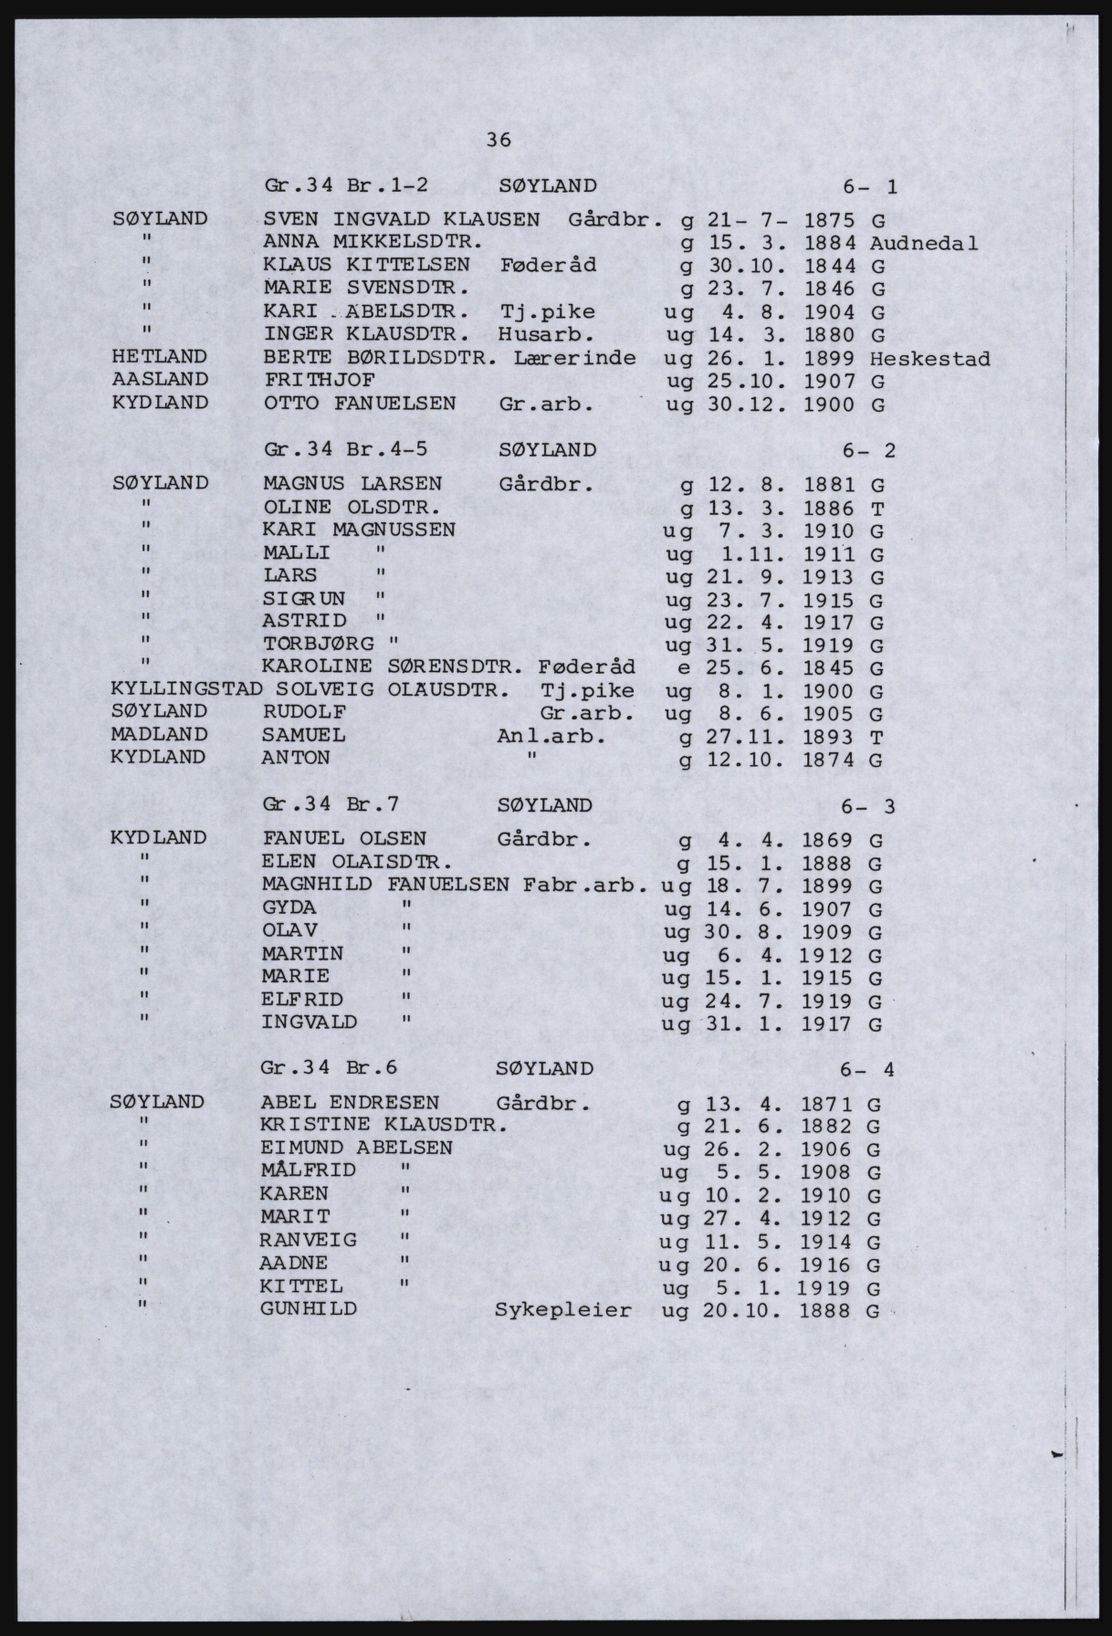 36
Gr.34 Br.1-2 SØYLAND 6- 1
SØYLAND SVEN INGVALD KLAUSEN Gårdbr. g 21- 7- 1875 G
" ANNA MIKKELSDTR. g 15. 3. 1884 Audnedal
" KLAUS KITTELSEN Føderåd g 30.10. 1844 G
" MARIE SVENSDTR. g 23. 7. 1846 G
" KARI ABELSDTR. Tj.pike ug 4. 8. 1904 G
" INGER KLAUSDTR. Husarb. ug 14. 3. 1880 G
HETLAND BERTE BØRILDSDTR. Lærerinde ug 26. 1. 1899 Heskestad
AASLAND FRITHJOF ug 25.10. 1907 G
KYDLAND OTTO FANUELSEN Gr.arb. ug 30.12. 1900 G
Gr.34 Br.4-5 SØYLAND 6- 2
SØYLAND MAGNUS LARSEN Gårdbr. g 12. 8. 1881 G
" OLINE OLSDTR. g 13. 3. 1886 T
" KARI MAGNUSSEN ug 7. 3. 1910 G
" MALLI " ug 1.11. 1911 G
" LARS " ug 21. 9. 1913 G
" SIGRUN " ug 23. 7. 1915 G
" ASTRID " ug 22. 4. 1917 G
" TORBJØRG " ug 31. 5. 1919 G
" KAROLINE SØRENSDTR. Føderåd e 25. 6. 1845 G
KYLLINGSTAD SOLVEIG OLAUSDTR. Tj.pike ug 8. 1. 1900 G
SØYLAND RUDOLF Gr.arb. ug 8. 6. 1905 G
MADLAND SAMUEL Anl.arb. g 27.11. 1893 T
KYDLAND ANTON " g 12.10. 1874 G
Gr.34 Br.7 SØYLAND 6- 3
KYDLAND FANUEL OLSEN Gårdbr. g 4. 4. 1869 G
" ELEN OLAISDTR. g 15. 1. 1888 G
" MAGNHILD FANUELSEN Fabr.arb. ug 18. 7. 1899 G
" GYDA " ug 14. 6. 1907 G
" OLAV " ug 30. 8. 1909 G
" MARTIN " ug 6. 4. 1912 G
" MARIE " ug 15. 1. 1915 G
" ELFRID " ug 24. 7. 1919 G
" INGVALD " ug 31. 1. 1917 G
Gr.34 Br.6 SØYLAND 6- 4
SØYLAND ABEL ENDRESEN Gårdbr. g 13. 4. 1871 G
" KRISTINE KLAUSDTR. g 21. 6. 1882 G
" EIMUND ABELSEN ug 26. 2. 1906 G
" MÅLFRID " ug 5. 5. 1908 G
" KAREN " ug 10. 2. 1910 G
" MARIT " ug 27. 4. 1912 G
" RANVEIG " ug 11. 5. 1914 G
" AADNE ug 20. 6. 1916 G
" KITTEL " ug 5. 1. 1919 G
" GUNHILD Sykepleier ug 20.10. 1888 G